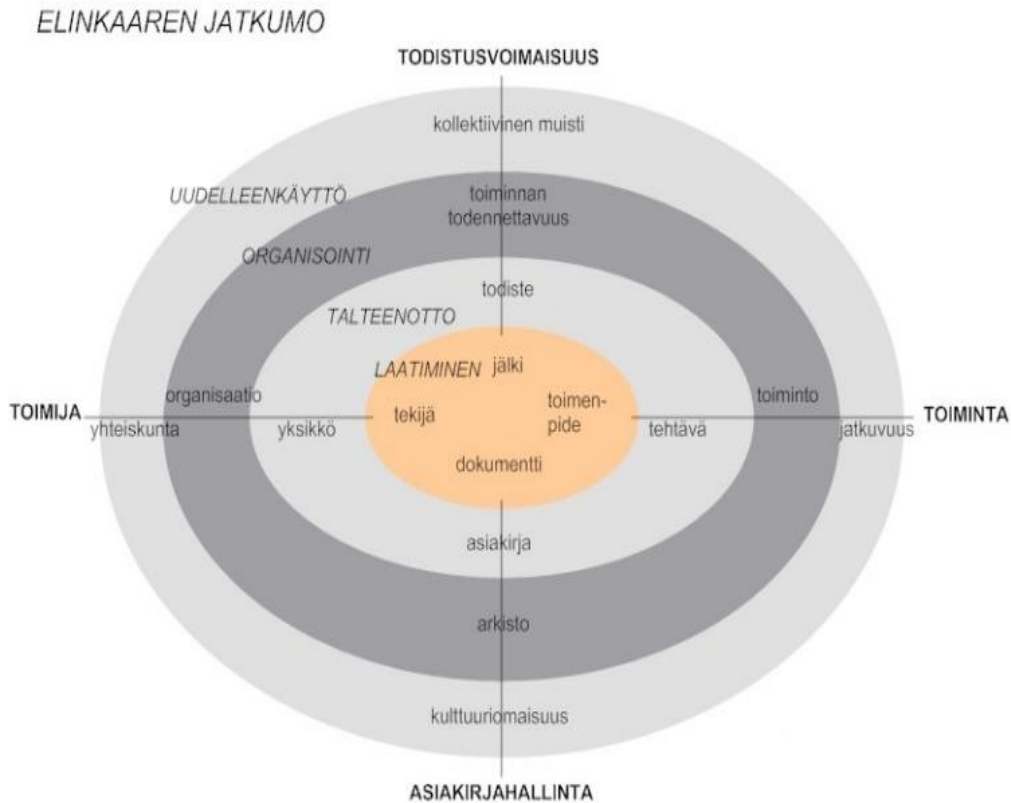 ELINKAAREN JATKUMO
TODISTUSVOIMAISUUS
kollektiivinen muisti
UUDELLEENKÄYTTÖ
toiminnan
todennettavuus
ORGANISOINTI
todiste
TALTEENOTTO
LAATIMINEN
jälki
organisaatio
toimen-
pide
toiminto
TOIMIJA
tekijä
TOIMINTA
yhteiskunta
yksikkö
tehtävä
jatkuvuus
dokumentti
asiakirja
arkisto
kulttuuriomaisuus
ASIAKIRJAHALLINTA